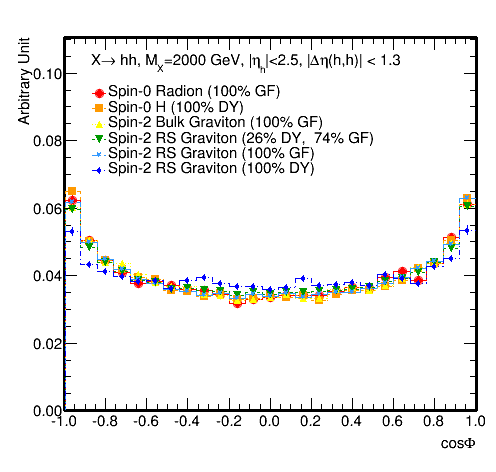 Arbitrary Unit
X→ hh, M_X=2000 GeV, |η_h|<2.5, |Δη(h,h)| < 1.3
Spin-0 Radion (100% GF)
Spin-0 H (100% DY)
Spin-2 Bulk Graviton (100% GF)
Spin-2 RS Graviton (26% DY, 74% GF)
Spin-2 RS Graviton (100% GF)
Spin-2 RS Graviton (100% DY)
0.10
0.08
0.06
0.04
0.02
0.00
-1.0 -0.8 -0.6 -0.4 -0.2 0.0 0.2 0.4 0.6 0.8 1.0
cosΦ